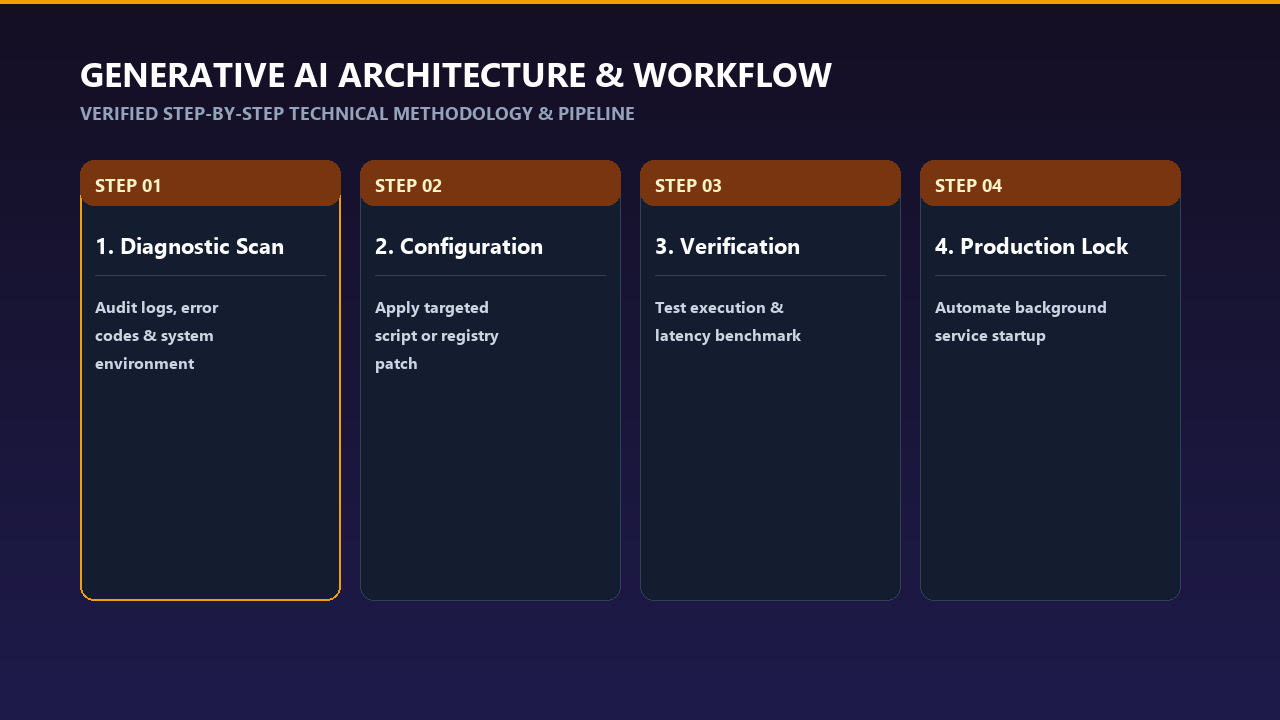 GENERATIVE AI ARCHITECTURE & WORKFLOW
VERIFIED STEP-BY-STEP TECHNICAL METHODOLOGY & PIPELINE
STEP 01
1. Diagnostic Scan
Audit logs, error
codes & system
environment
STEP 02
2. Configuration
Apply targeted
script or registry
patch
STEP 03
3. Verification
Test execution &
latency benchmark
STEP 04
4. Production Lock
Automate background
service startup